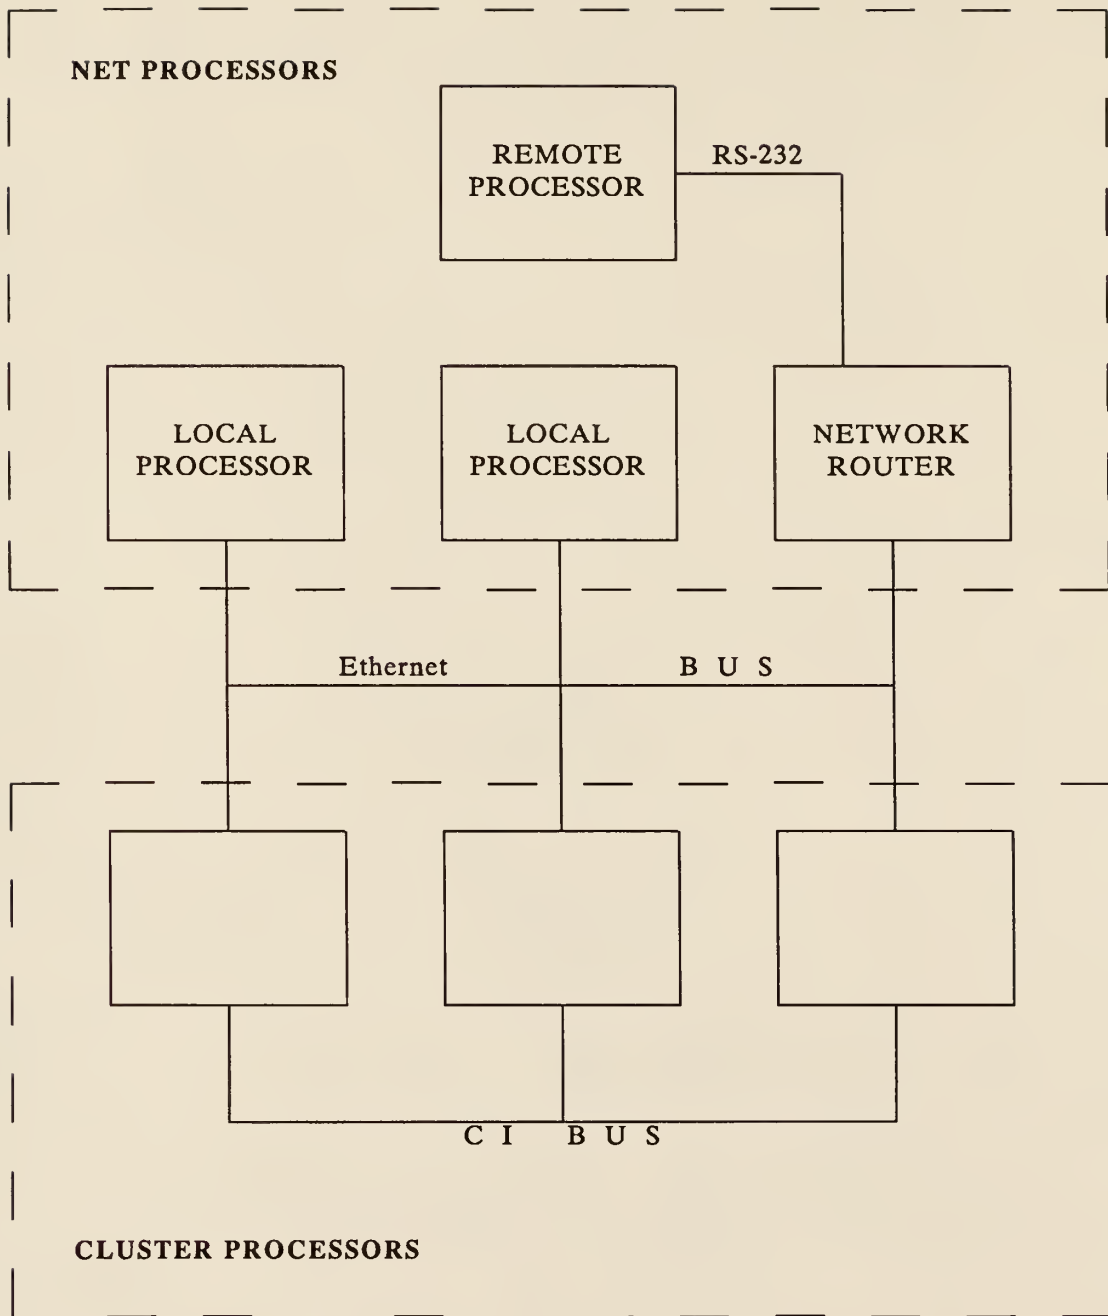 NET PROCESSORS
REMOTE
PROCESSOR
RS-232
LOCAL
PROCESSOR
LOCAL
PROCESSOR
NETWORK
ROUTER
Ethernet B U S
C I B U S
CLUSTER PROCESSORS